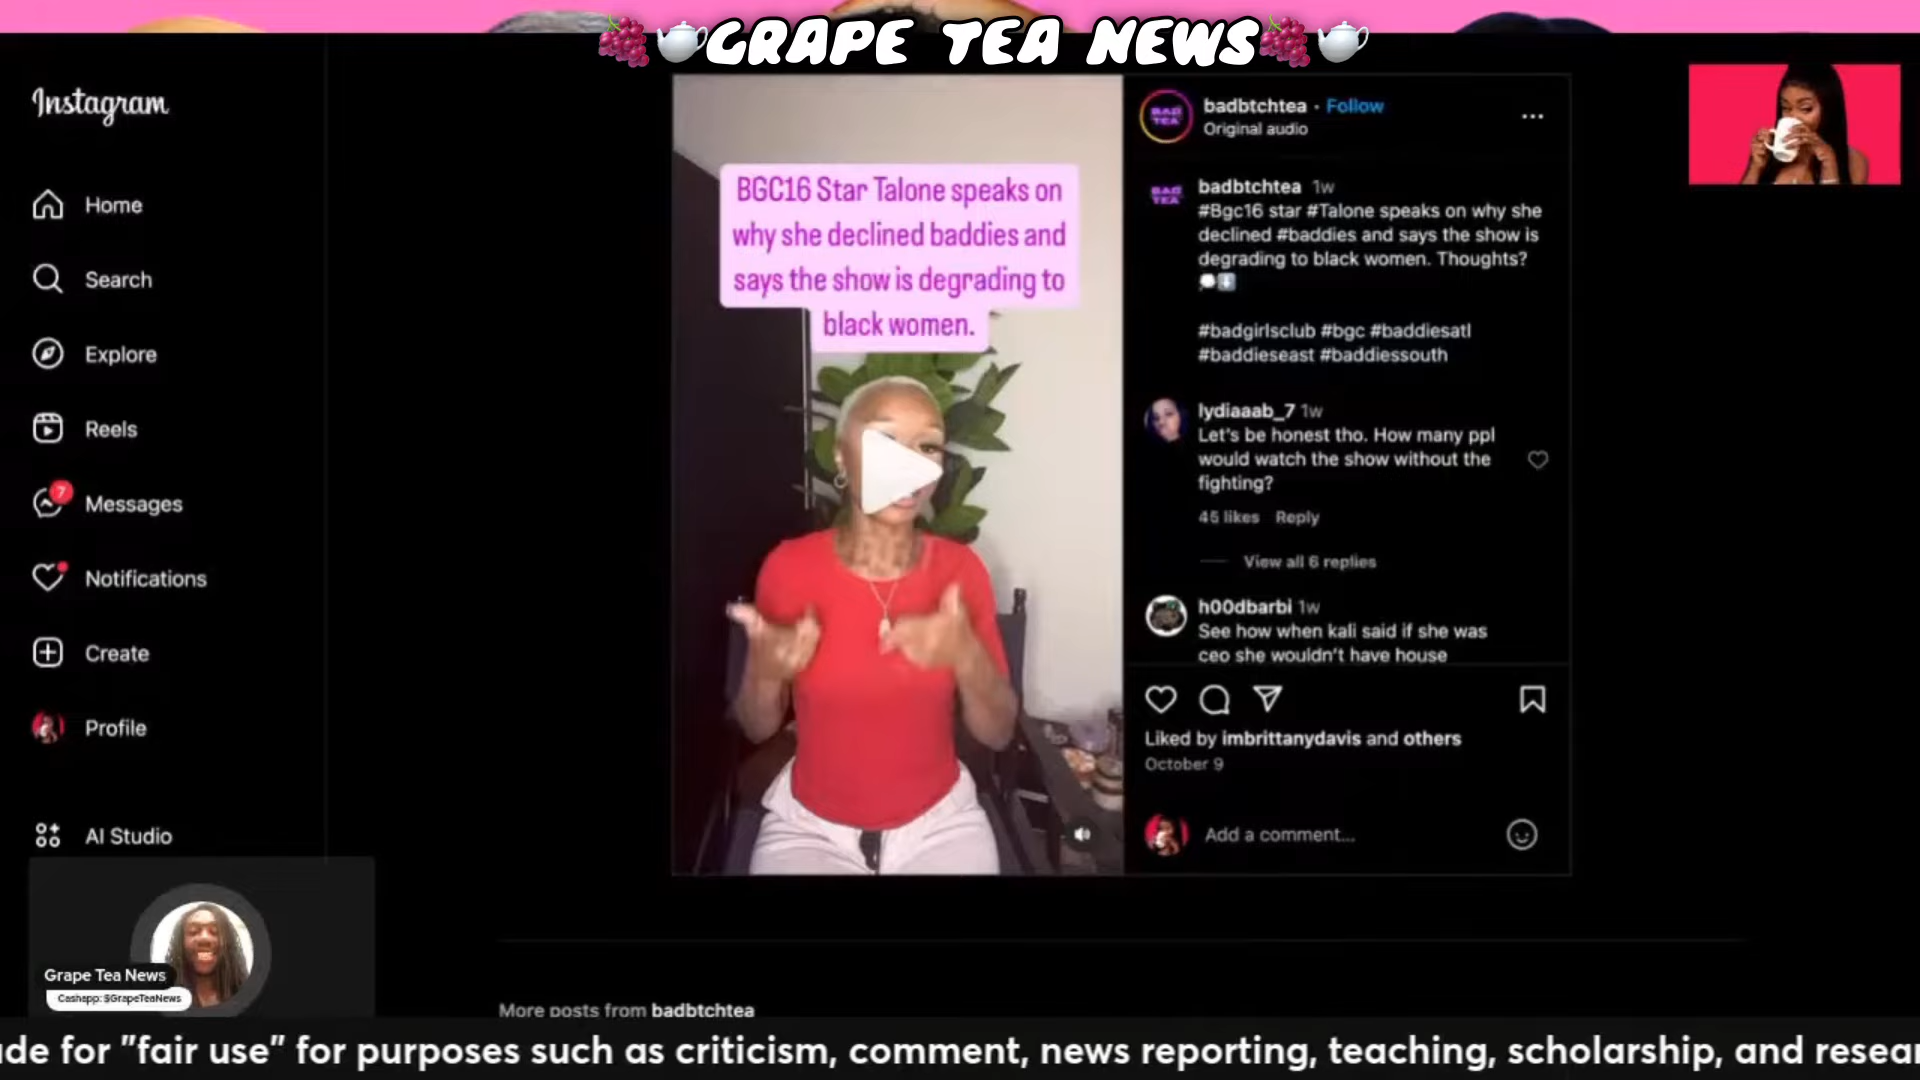 GRAPE TEA NEWS
Instagram
Home
Search
Explore
Reels
7
Messages
Notifications
Create
Profile
AI Studio
Grape Tea News
Cashapp: $GrapeTeaNews
BGC16 Star Talone speaks on
why she declined baddies and
says the show is degrading to
black women.
BAD
TEA
badbtchtea • Follow
Original audio
BAD
TEA
badbtchtea 1w
#Bgc16 star #Talone speaks on why she
declined #baddies and says the show is
degrading to black women. Thoughts?
#badgirlsclub #bgc #baddiesatl
#baddieseast #baddiessouth
lydiaaab_7 1w
Let's be honest tho. How many ppl
would watch the show without the
fighting?
45 likes Reply
View all 6 replies
h00dbarbi 1w
See how when kali said if she was
ceo she wouldn't have house
Liked by imbrittanydavis and others
October 9
Add a comment...
More posts from badbtchtea
ade for "fair use" for purposes such as criticism, comment, news reporting, teaching, scholarship, and resear